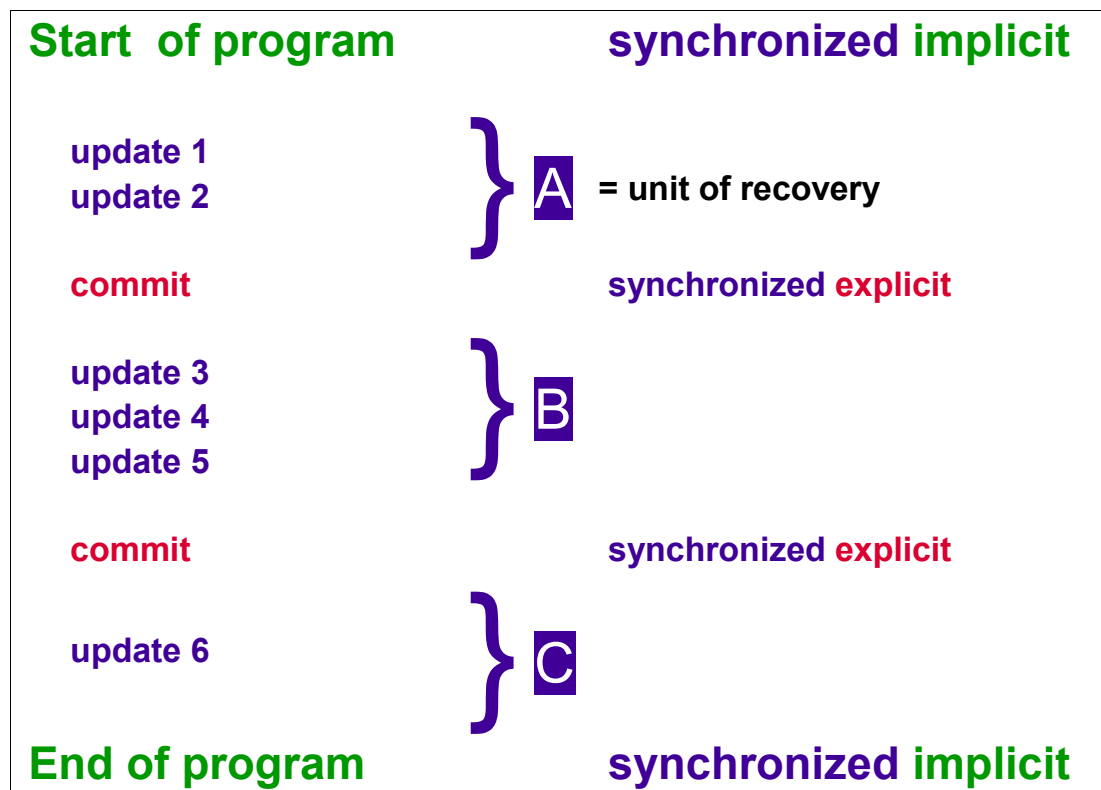 Start of program synchronized implicit
update 1
update 2
} A = unit of recovery
commit synchronized explicit
update 3
update 4
update 5
} B
commit synchronized explicit
update 6 } C
End of program synchronized implicit